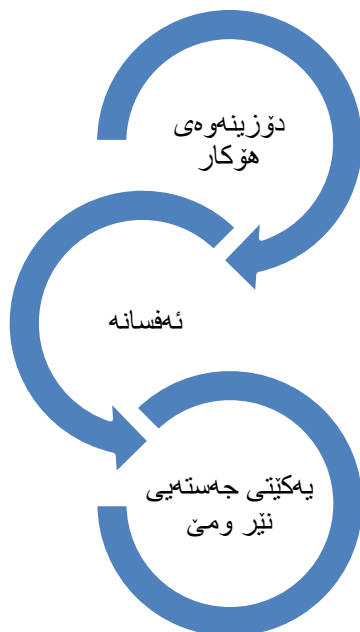 دۆزینەوەی
هۆکار
ئەفسانە
یەکێتی جەستەیی
نێر ومێ